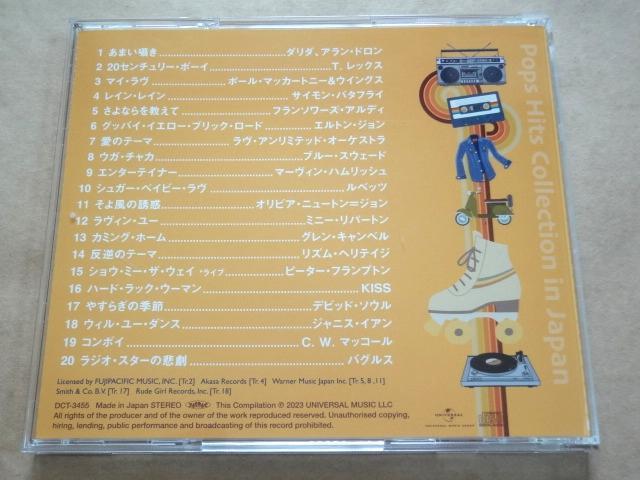 1 あまい囁き……ダリダ、アラン・ドロン
2 20センチュリー・ボーイ……T. レックス
3 マイ・ラヴ……ポール・マッカートニー&ウイングス
4 レイン・レイン……サイモン・バタフライ
5 さよならを教えて……フランソワーズ・アルディ
6 グッバイ・イエロー・ブリック・ロード……エルトン・ジョン
7 愛のテーマ……ラヴ・アンリミテッド・オーケストラ
8 ウガ・チャカ……ブルー・スウェード
9 エンターテイナー……マーヴィン・ハムリッシュ
10 シュガー・ベイビー・ラヴ……ルベッツ
11 そよ風の誘惑……オリビア・ニュートン=ジョン
12 ラヴィン・ユー……ミニー・リパートン
13 カミング・ホーム……グレン・キャンベル
14 反逆のテーマ……リズム・ヘリテイジ
15 ショウ・ミー・ザ・ウェイ *ライブ……ピーター・フランプトン
16 ハード・ラック・ウーマン……KISS
17 やすらぎの季節……デビッド・ソウル
18 ウィル・ユー・ダンス……ジャニス・イアン
19 コンボイ……C. W. マッコール
20 ラジオ・スターの悲劇……バグルス
Licensed by FUJIPACIFIC MUSIC, INC. [Tr.2] Akasa Records [Tr. 4] Warner Music Japan Inc. [Tr. 5, 8 ,11]
Smith & Co. B.V. [Tr. 17] Rude Girl Records, Inc. [Tr. 18]
DCT-3455 Made in Japan STEREO This Compilation ℗ 2023 UNIVERSAL MUSIC LLC
All rights of the producer and of the owner of the work reproduced reserved. Unauthorised copying,
hiring, lending, public performance and broadcasting of this record prohibited.
UNIVERSAL
Pops Hits Collection in Japan